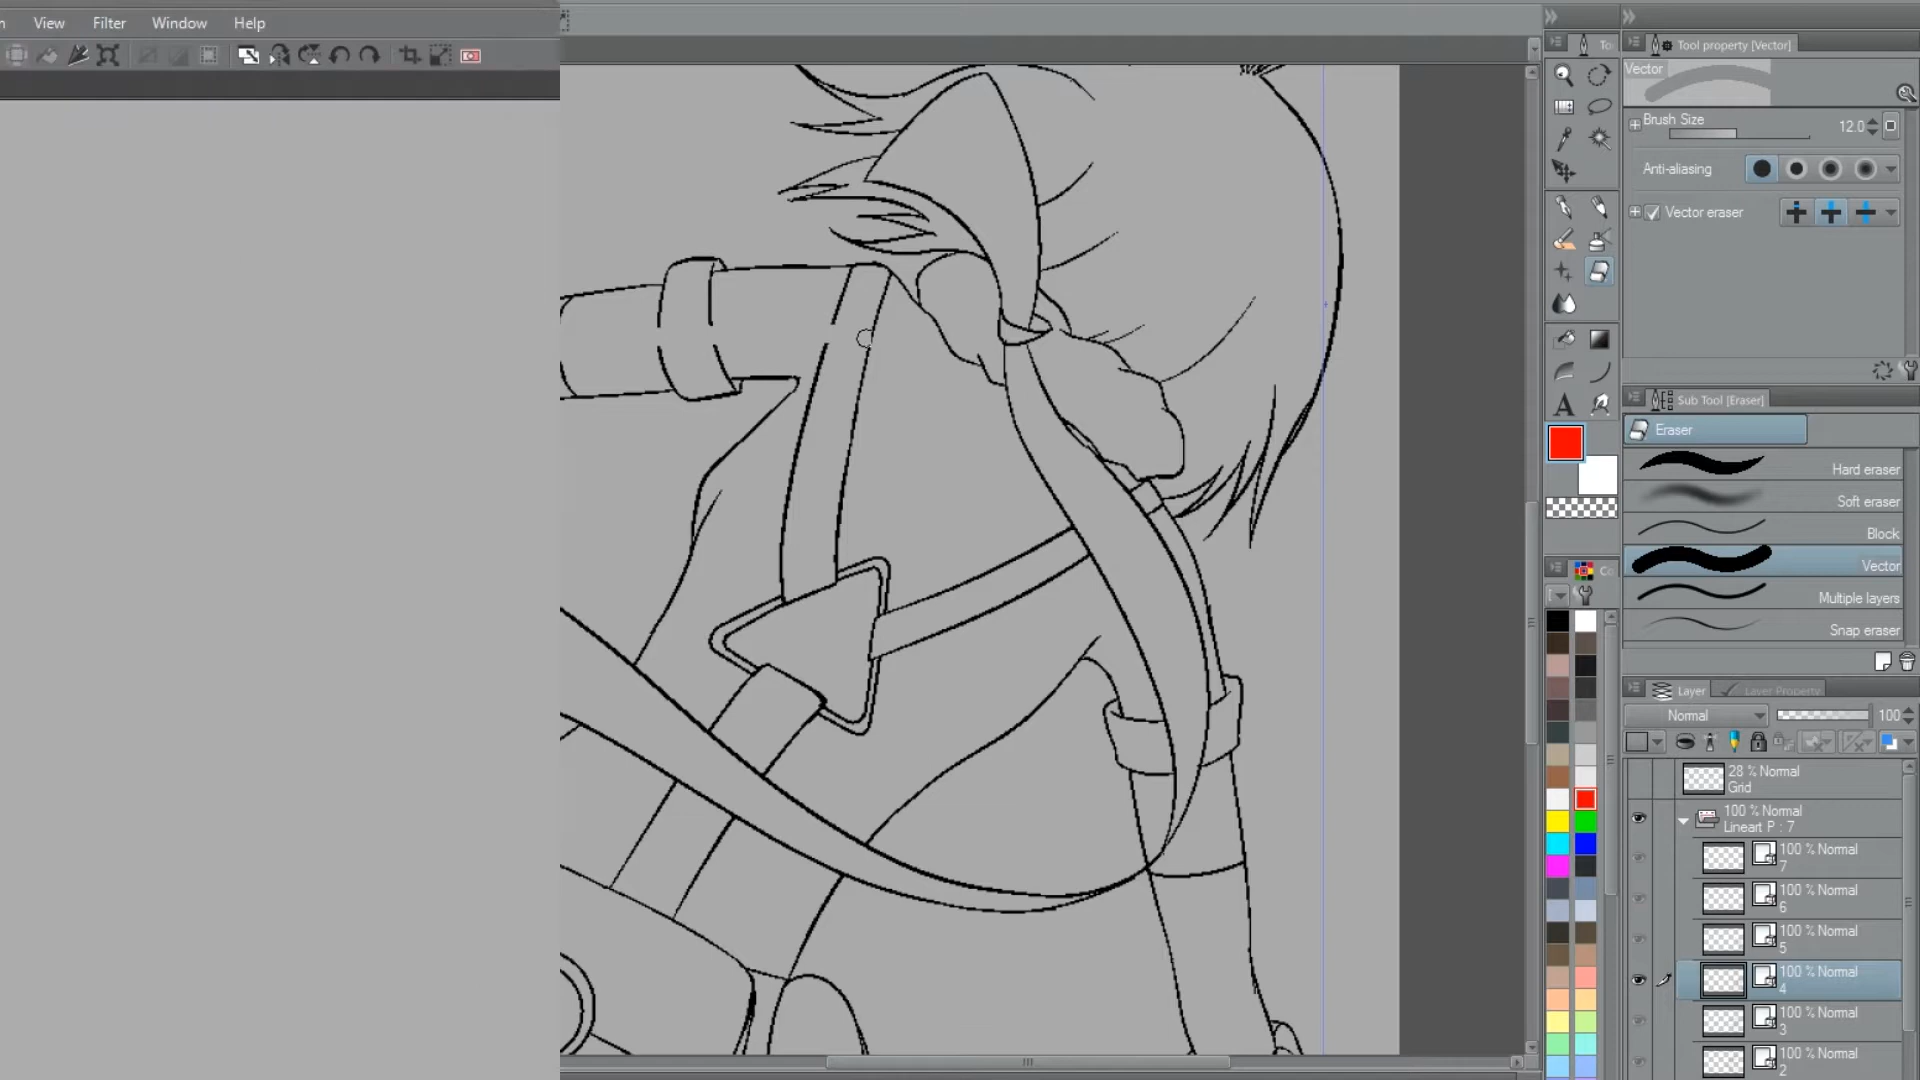 View Filter Window Help
Tool property [Vector]
Vector
Brush Size
12.0
Anti-aliasing
Vector eraser
Sub Tool [Eraser]
Eraser
Hard eraser
Soft eraser
Block
Vector
Multiple layers
Snap eraser
A
Layer Layer Property
Normal 100
28 % Normal
Grid
100 % Normal
Lineart P : 7
100 % Normal
7
100 % Normal
6
100 % Normal
5
100 % Normal
4
100 % Normal
3
100 % Normal
2